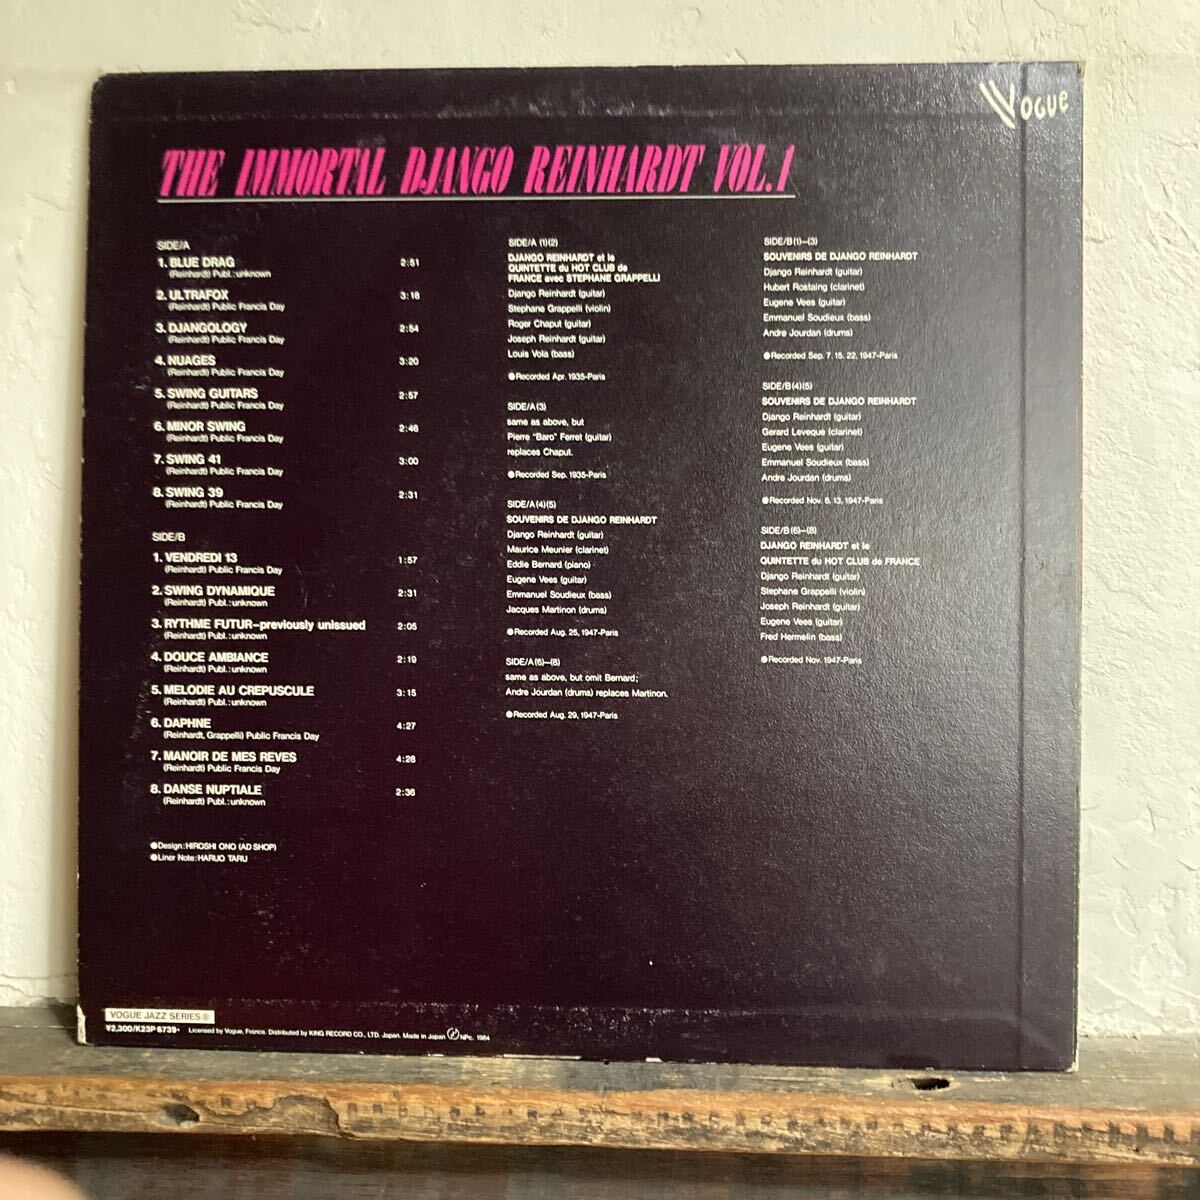 Vogue
THE IMMORTAL DJANGO REINHARDT VOL.1
SIDE/A
1. BLUE DRAG 2:51
(Reinhardt) Publ.:unknown
2. ULTRAFOX 3:18
(Reinhardt) Public Francis Day
3. DJANGOLOGY 2:54
(Reinhardt) Public Francis Day
4. NUAGES 3:20
(Reinhardt) Public Francis Day
5. SWING GUITARS 2:57
(Reinhardt) Public Francis Day
6. MINOR SWING 2:46
(Reinhardt) Public Francis Day
7. SWING 41 3:00
(Reinhardt) Public Francis Day
8. SWING 39 2:31
(Reinhardt) Public Francis Day
SIDE/B
1. VENDREDI 13 1:57
(Reinhardt) Public Francis Day
2. SWING DYNAMIQUE 2:31
(Reinhardt) Publ.:unknown
3. RYTHME FUTUR—previously unissued 2:05
(Reinhardt) Publ.:unknown
4. DOUCE AMBIANCE 2:19
(Reinhardt) Publ.:unknown
5. MELODIE AU CREPUSCULE 3:15
(Reinhardt) Publ.:unknown
6. DAPHNE 4:27
(Reinhardt, Grappelli) Public Francis Day
7. MANOIR DE MES REVES 4:28
(Reinhardt) Public Francis Day
8. DANSE NUPTIALE 2:36
(Reinhardt) Publ.:unknown
●Design:HIROSHI ONO (AD SHOP)
●Liner Note:HARUO TARU
SIDE/A (1)(2)
DJANGO REINHARDT et le
QUINTETTE du HOT CLUB de
FRANCE avec STEPHANE GRAPPELLI
Django Reinhardt (guitar)
Stephane Grappelli (violin)
Roger Chaput (guitar)
Joseph Reinhardt (guitar)
Louis Vola (bass)
●Recorded Apr. 1935-Paris
SIDE/A(3)
same as above, but
Pierre "Baro" Ferret (guitar)
replaces Chaput.
●Recorded Sep. 1935-Paris
SIDE/A(4)(5)
SOUVENIRS DE DJANGO REINHARDT
Django Reinhardt (guitar)
Maurice Meunier (clarinet)
Eddie Bernard (piano)
Eugene Vees (guitar)
Emmanuel Soudieux (bass)
Jacques Martinon (drums)
●Recorded Aug. 25, 1947-Paris
SIDE/A(6)—(8)
same as above, but omit Bernard;
Andre Jourdan (drums) replaces Martinon.
●Recorded Aug. 29, 1947-Paris
SIDE/B(1)—(3)
SOUVENIRS DE DJANGO REINHARDT
Django Reinhardt (guitar)
Hubert Rostaing (clarinet)
Eugene Vees (guitar)
Emmanuel Soudieux (bass)
Andre Jourdan (drums)
●Recorded Sep. 7. 15. 22, 1947-Paris
SIDE/B(4)(5)
SOUVENIRS DE DJANGO REINHARDT
Django Reinhardt (guitar)
Gerard Leveque (clarinet)
Eugene Vees (guitar)
Emmanuel Soudieux (bass)
Andre Jourdan (drums)
●Recorded Nov. 8, 13, 1947-Paris
SIDE/B(6)—(8)
DJANGO REINHARDT et le
QUINTETTE du HOT CLUB de FRANCE
Django Reinhardt (guitar)
Stephane Grappelli (violin)
Joseph Reinhardt (guitar)
Eugene Vees (guitar)
Fred Hermelin (bass)
●Recorded Nov. 1947-Paris
VOGUE JAZZ SERIES
¥2,300/K23P 6739• Licensed by Vogue, France. Distributed by KING RECORD CO., LTD. Japan. Made in Japan NPc. 1984